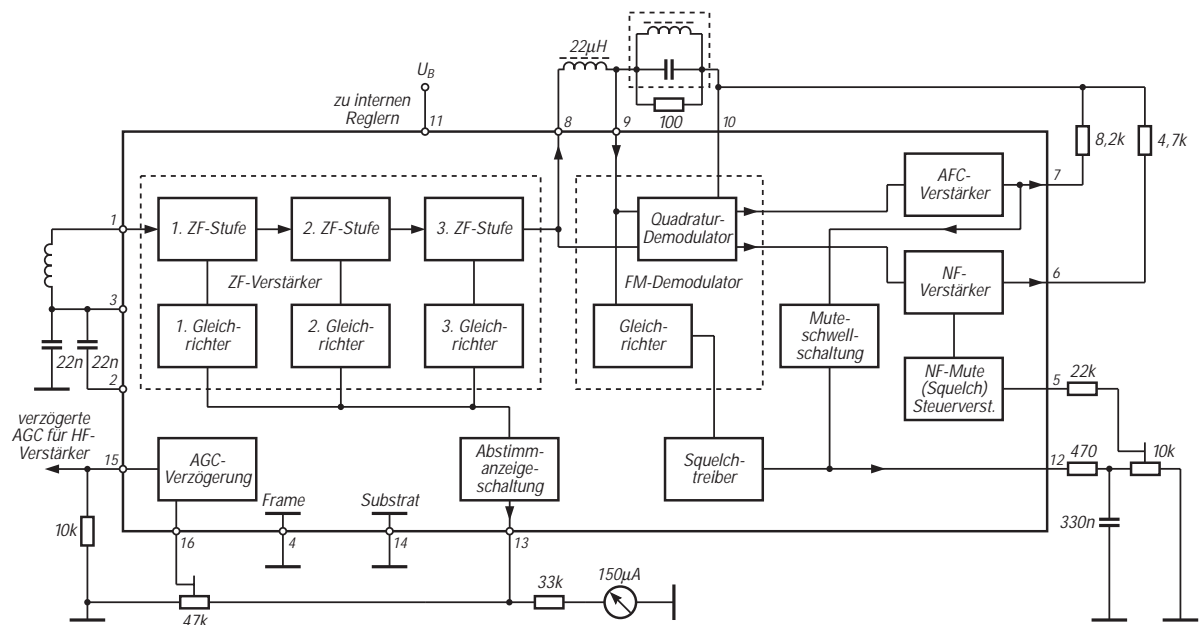 22µH
UB
zu internen
Reglern
11
8
9
100
10
8,2k
4,7k
1
1. ZF-Stufe
2. ZF-Stufe
3. ZF-Stufe
ZF-Verstärker
Quadratur-
Demodulator
FM-Demodulator
AFC-
Verstärker
7
NF-
Verstärker
6
3
22n
22n
2
1. Gleich-
richter
2. Gleich-
richter
3. Gleich-
richter
Gleich-
richter
Mute-
schwell-
schaltung
NF-Mute
(Squelch)
Steuerverst.
5
22k
verzögerte
AGC für HF-
Verstärker
15
AGC-
Verzögerung
Abstimm-
anzeige-
schaltung
Squelch-
treiber
12
470
10k
Frame
Substrat
10k
16
4
14
13
330n
47k
33k
150µA